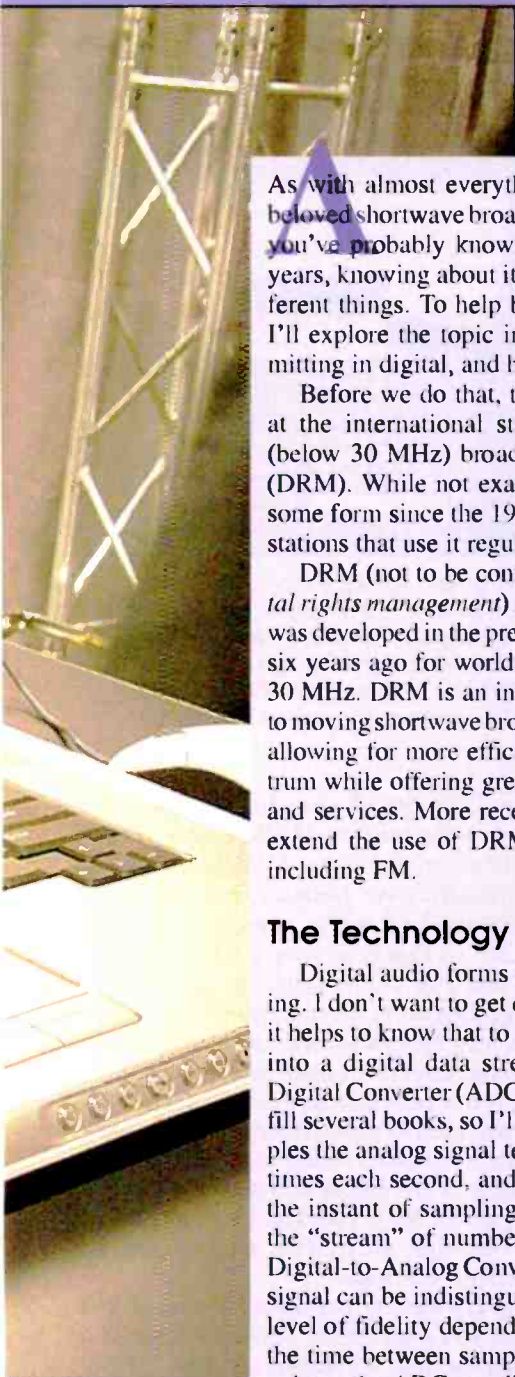 As with almost everyt
beloved shortwave broa
you've probably know
years, knowing about it
ferent things. To help b
I'll explore the topic i
mitting in digital, and h
Before we do that, t
at the international st
(below 30 MHz) broad
(DRM). While not exa
some form since the 19
stations that use it regu
DRM (not to be con
tal rights management)
was developed in the pre
six years ago for world
30 MHz. DRM is an in
to moving shortwave bro
allowing for more effic
trum while offering gre
and services. More rece
extend the use of DRM
including FM.
The Technology
Digital audio forms
ing. I don't want to get
it helps to know that to
into a digital data stre
Digital Converter (ADC
fill several books, so I'l
ples the analog signal te
times each second, and
the instant of sampling
the "stream" of number
Digital-to-Analog Conv
signal can be indistingu
level of fidelity depend
the time between samp